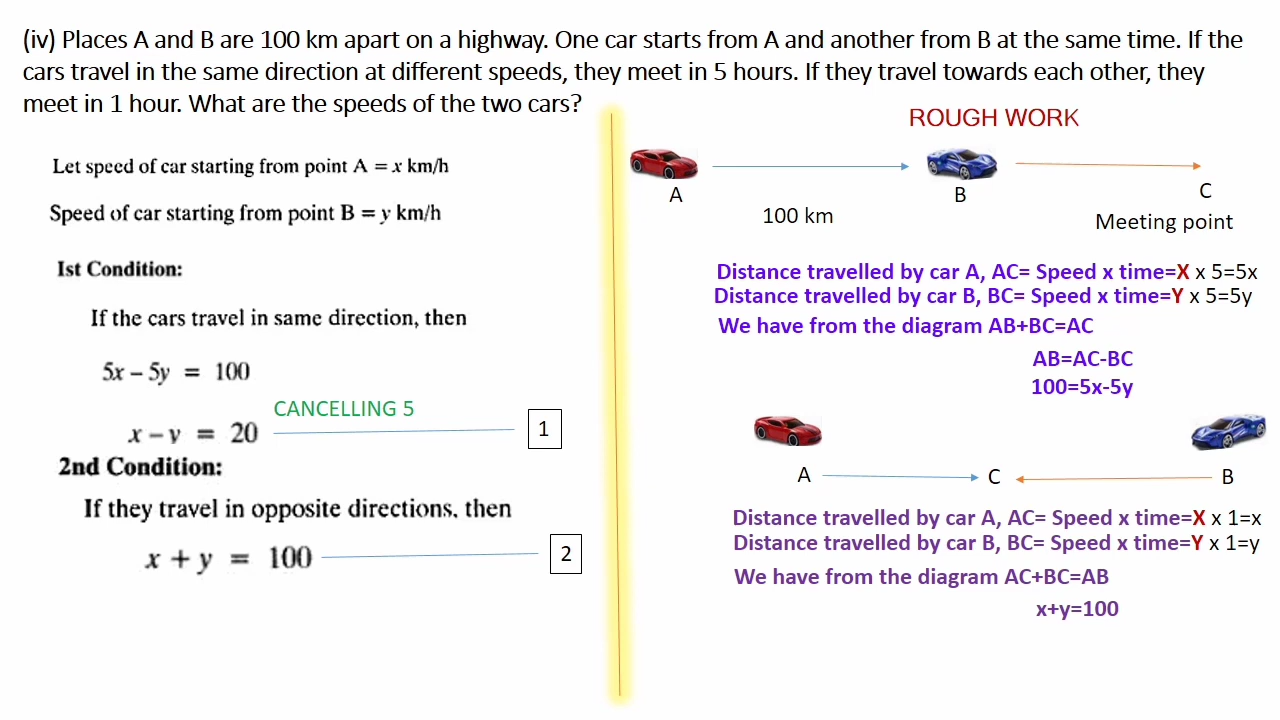 (iv) Places A and B are 100 km apart on a highway. One car starts from A and another from B at the same time. If the
cars travel in the same direction at different speeds, they meet in 5 hours. If they travel towards each other, they
meet in 1 hour. What are the speeds of the two cars?
Let speed of car starting from point A = x km/h
Speed of car starting from point B = y km/h
Ist Condition:
If the cars travel in same direction, then
5x – 5y = 100
CANCELLING 5
x – y = 20
1
2nd Condition:
If they travel in opposite directions, then
x + y = 100
2
ROUGH WORK
A
B
C
100 km
Meeting point
Distance travelled by car A, AC= Speed x time=X x 5=5x
Distance travelled by car B, BC= Speed x time=Y x 5=5y
We have from the diagram AB+BC=AC
AB=AC-BC
100=5x-5y
A
C
B
Distance travelled by car A, AC= Speed x time=X x 1=x
Distance travelled by car B, BC= Speed x time=Y x 1=y
We have from the diagram AC+BC=AB
x+y=100